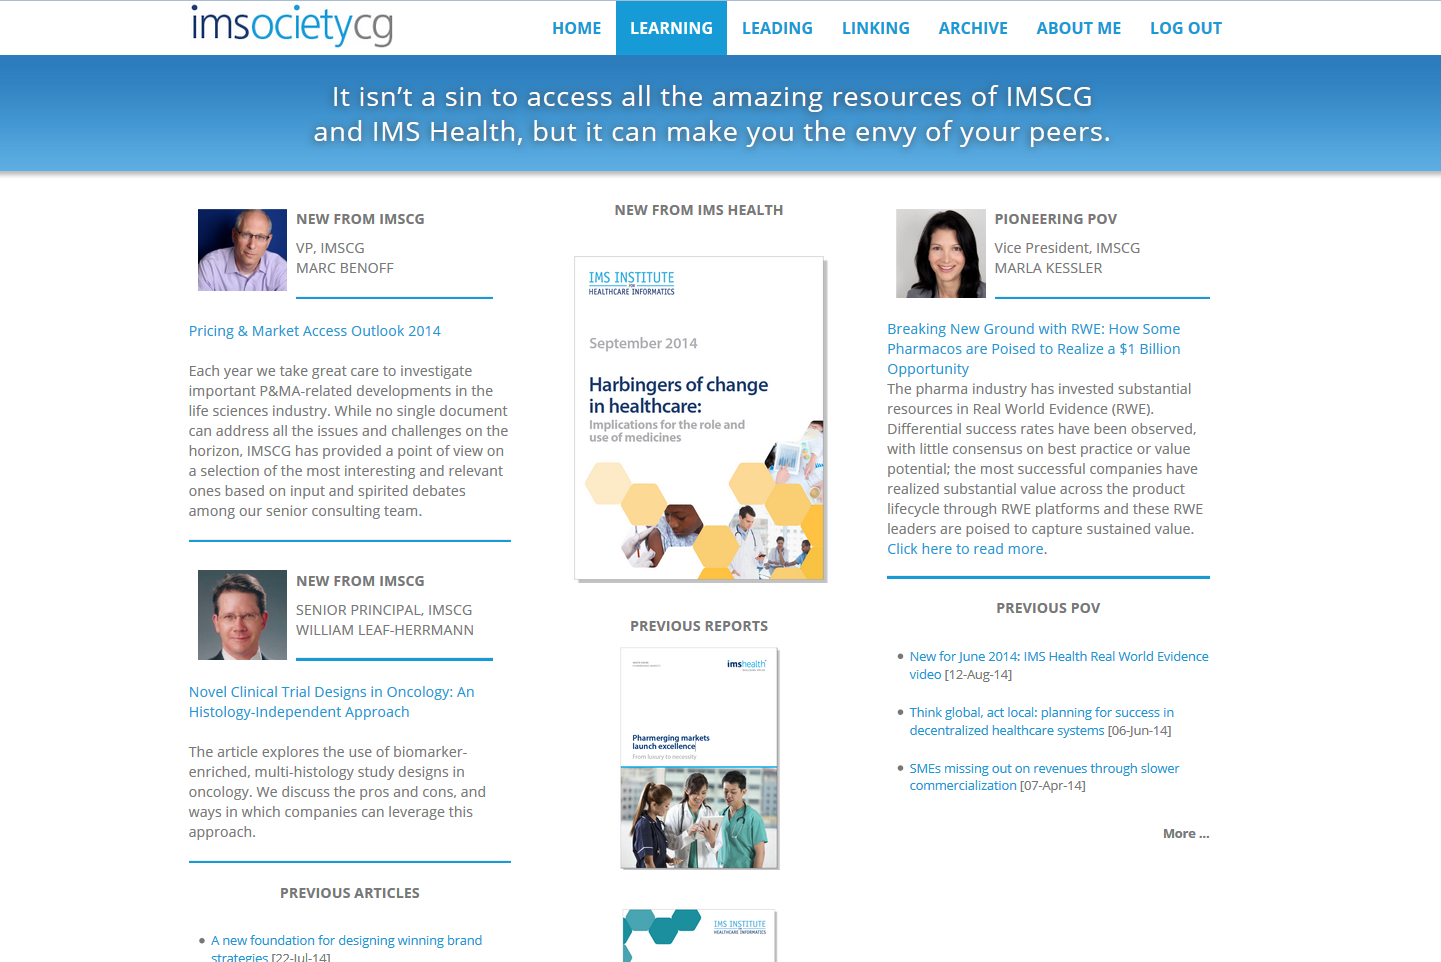 imsocietycg
HOME LEARNING LEADING LINKING ARCHIVE ABOUT ME LOG OUT
It isn't a sin to access all the amazing resources of IMSCG
and IMS Health, but it can make you the envy of your peers.
NEW FROM IMSCG
VP, IMSCG
MARC BENOFF
Pricing & Market Access Outlook 2014
Each year we take great care to investigate
important P&MA-related developments in the
life sciences industry. While no single document
can address all the issues and challenges on the
horizon, IMSCG has provided a point of view on
a selection of the most interesting and relevant
ones based on input and spirited debates
among our senior consulting team.
NEW FROM IMSCG
SENIOR PRINCIPAL, IMSCG
WILLIAM LEAF-HERRMANN
Novel Clinical Trial Designs in Oncology: An
Histology-Independent Approach
The article explores the use of biomarker-
enriched, multi-histology study designs in
oncology. We discuss the pros and cons, and
ways in which companies can leverage this
approach.
PREVIOUS ARTICLES
A new foundation for designing winning brand
strategies [22-Jul-14]
NEW FROM IMS HEALTH
IMS INSTITUTE
FOR
HEALTHCARE INFORMATICS
September 2014
Harbingers of change
in healthcare:
Implications for the role and
use of medicines
PREVIOUS REPORTS
imshealth
Pharmerging markets
launch excellence
From luxury to necessity
IMS INSTITUTE
HEALTHCARE INFORMATICS
PIONEERING POV
Vice President, IMSCG
MARLA KESSLER
Breaking New Ground with RWE: How Some
Pharmacos are Poised to Realize a $1 Billion
Opportunity
The pharma industry has invested substantial
resources in Real World Evidence (RWE).
Differential success rates have been observed,
with little consensus on best practice or value
potential; the most successful companies have
realized substantial value across the product
lifecycle through RWE platforms and these RWE
leaders are poised to capture sustained value.
Click here to read more.
PREVIOUS POV
New for June 2014: IMS Health Real World Evidence
video [12-Aug-14]
Think global, act local: planning for success in
decentralized healthcare systems [06-Jun-14]
SMEs missing out on revenues through slower
commercialization [07-Apr-14]
More ...